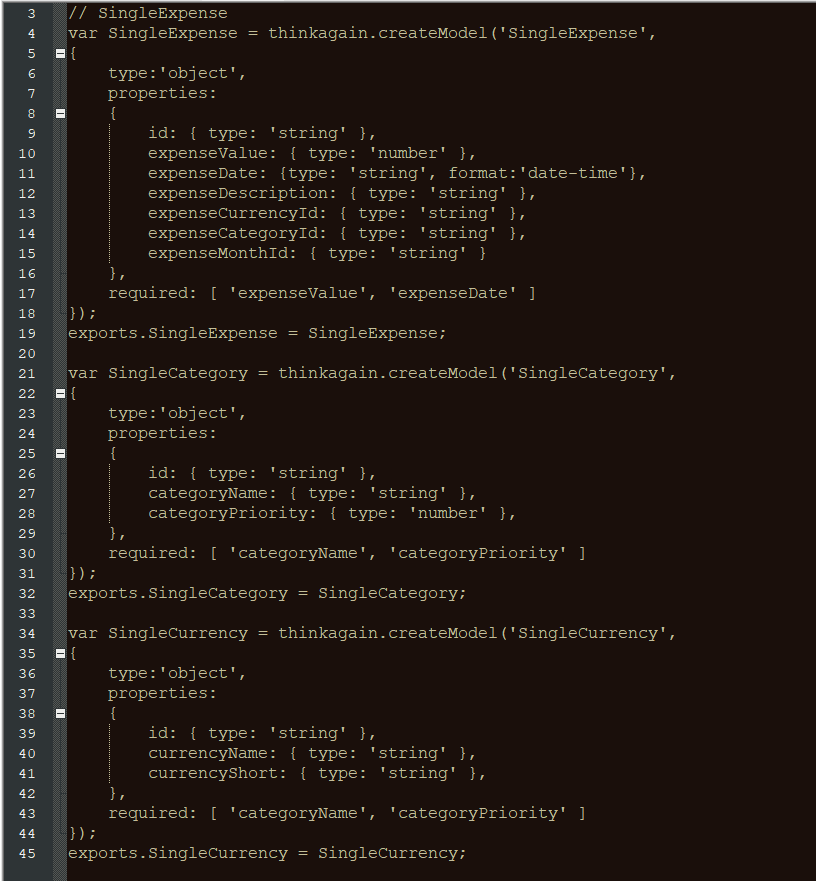 3 // SingleExpense
4 var SingleExpense = thinkagain.createModel('SingleExpense',
5 {
6     type:'object',
7     properties:
8     {
9         id: { type: 'string' },
10         expenseValue: { type: 'number' },
11         expenseDate: {type: 'string', format:'date-time'},
12         expenseDescription: { type: 'string' },
13         expenseCurrencyId: { type: 'string' },
14         expenseCategoryId: { type: 'string' },
15         expenseMonthId: { type: 'string' }
16     },
17     required: [ 'expenseValue', 'expenseDate' ]
18 });
19 exports.SingleExpense = SingleExpense;
20
21 var SingleCategory = thinkagain.createModel('SingleCategory',
22 {
23     type:'object',
24     properties:
25     {
26         id: { type: 'string' },
27         categoryName: { type: 'string' },
28         categoryPriority: { type: 'number' },
29     },
30     required: [ 'categoryName', 'categoryPriority' ]
31 });
32 exports.SingleCategory = SingleCategory;
33
34 var SingleCurrency = thinkagain.createModel('SingleCurrency',
35 {
36     type:'object',
37     properties:
38     {
39         id: { type: 'string' },
40         currencyName: { type: 'string' },
41         currencyShort: { type: 'string' },
42     },
43     required: [ 'categoryName', 'categoryPriority' ]
44 });
45 exports.SingleCurrency = SingleCurrency;